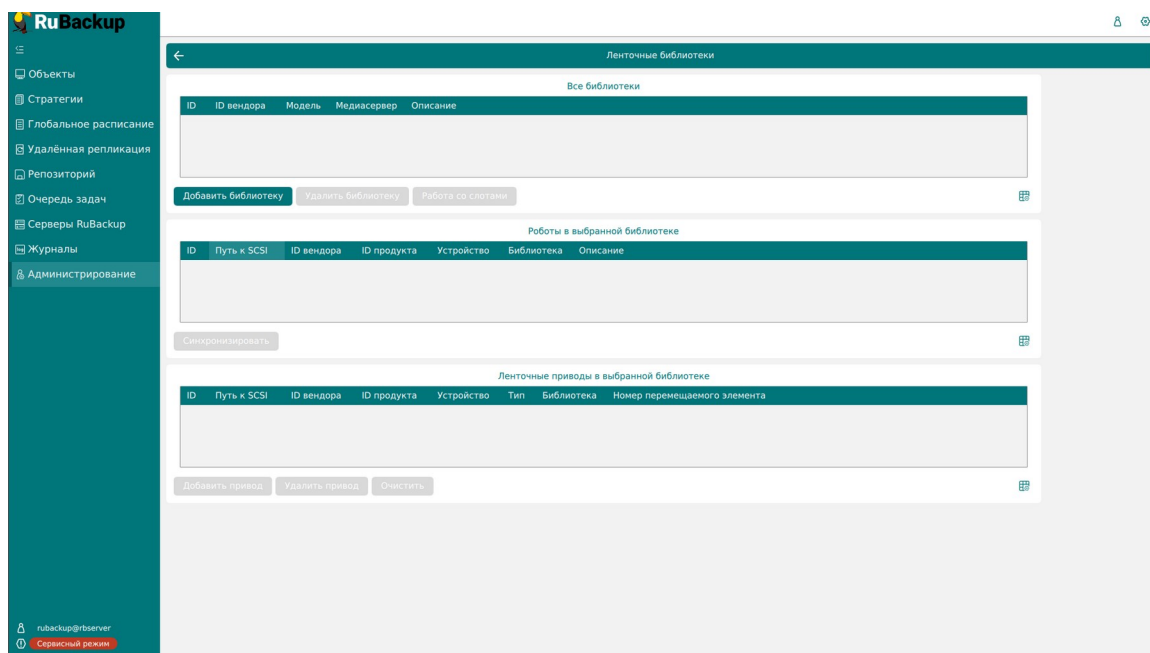 RuBackup
Объекты
Стратегии
Глобальное расписание
Удалённая репликация
Репозиторий
Очередь задач
Серверы RuBackup
Журналы
Администрирование
rubackup@rbserver
Сервисный режим
Ленточные библиотеки
Все библиотеки
ID ID вендора Модель Медиасервер Описание
Добавить библиотеку Удалить библиотеку Работа со слотами
Роботы в выбранной библиотеке
ID Путь к SCSI ID вендора ID продукта Устройство Библиотека Описание
Синхронизировать
Ленточные приводы в выбранной библиотеке
ID Путь к SCSI ID вендора ID продукта Устройство Тип Библиотека Номер перемещаемого элемента
Добавить привод Удалить привод Очистить